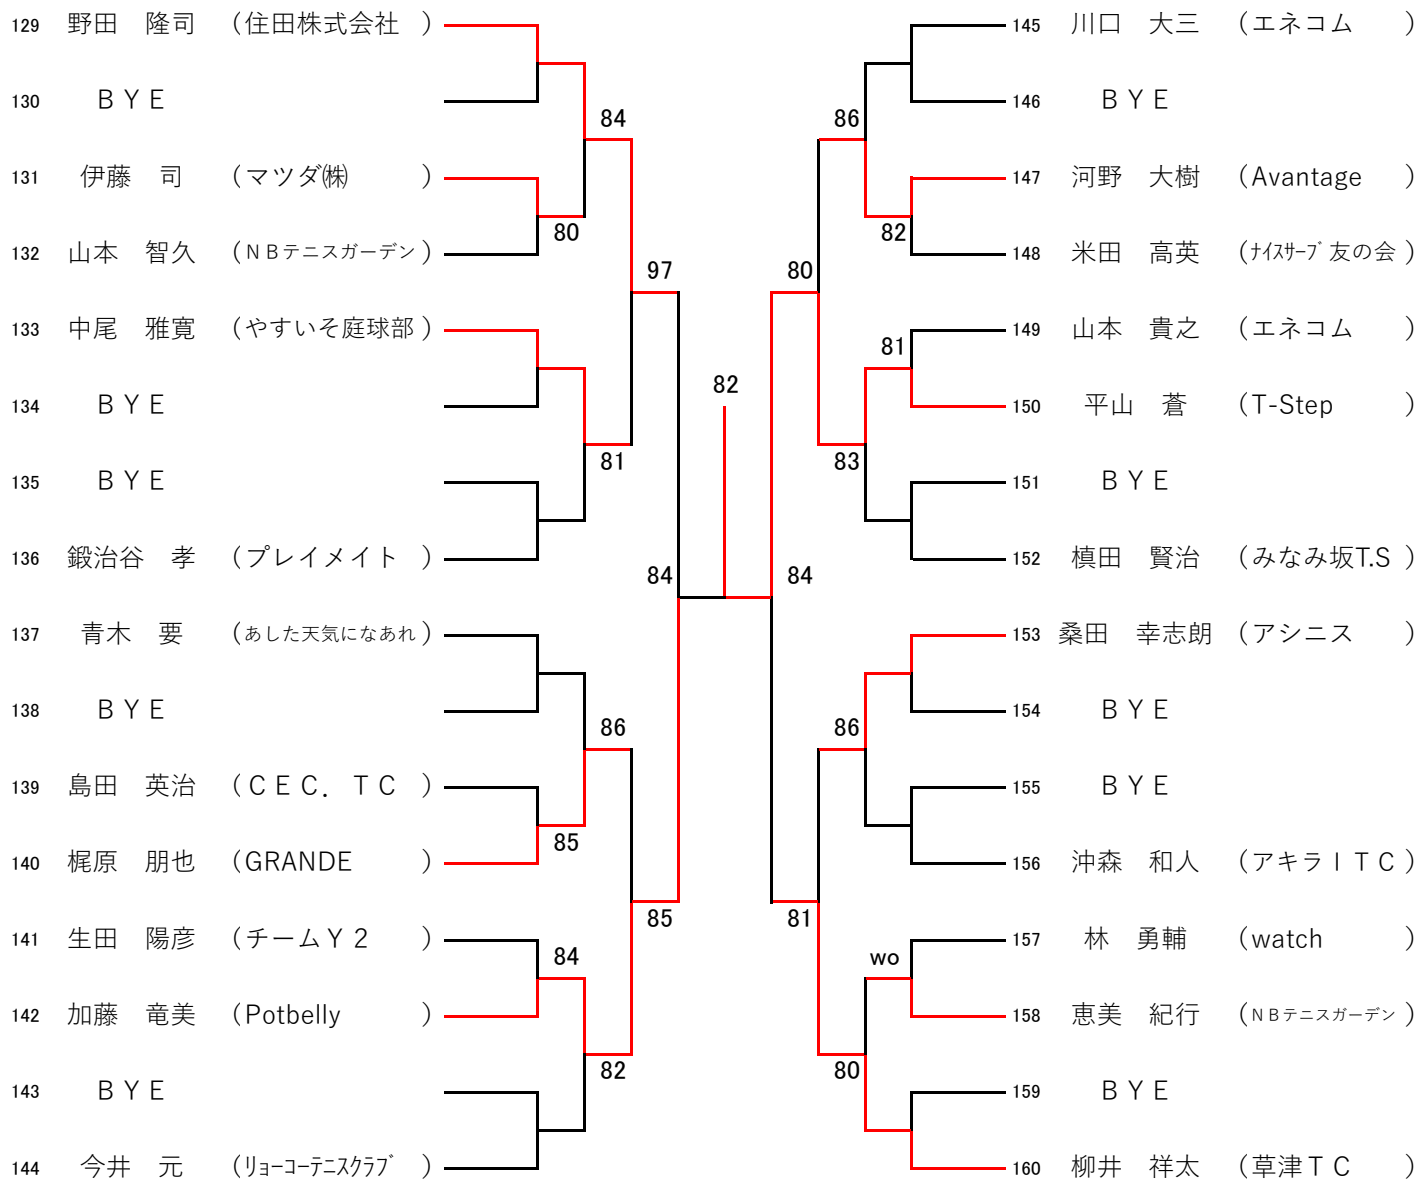 129 野田 隆司 (住田株式会社 )
130 ＢＹＥ
84
131 伊藤 司 (マツダ㈱ )
80
132 山本 智久 (ＮＢテニスガーデン )
97
133 中尾 雅寛 (やすいそ庭球部 )
134 ＢＹＥ
81
135 ＢＹＥ
136 鍛治谷 孝 (プレイメイト )
84
137 青木 要 (あした天気になあれ )
138 ＢＹＥ
86
139 島田 英治 (ＣＥＣ．ＴＣ )
85
140 梶原 朋也 (GRANDE )
85
141 生田 陽彦 (チームＹ２ )
84
142 加藤 竜美 (Potbelly )
82
143 ＢＹＥ
144 今井 元 (ﾘｮｰｺｰﾃﾆｽｸﾗﾌﾞ )
82
145 川口 大三 (エネコム )
146 ＢＹＥ
86
147 河野 大樹 (Avantage )
82
148 米田 高英 (ﾅｲｽｻｰﾌﾞ友の会 )
80
149 山本 貴之 (エネコム )
81
150 平山 蒼 (T-Step )
83
151 ＢＹＥ
152 槙田 賢治 (みなみ坂T.S )
84
153 桑田 幸志朗 (アシニス )
154 ＢＹＥ
86
155 ＢＹＥ
156 沖森 和人 (アキラＩＴＣ )
81
157 林 勇輔 (watch )
wo
158 恵美 紀行 (ＮＢテニスガーデン )
80
159 ＢＹＥ
160 柳井 祥太 (草津ＴＣ )